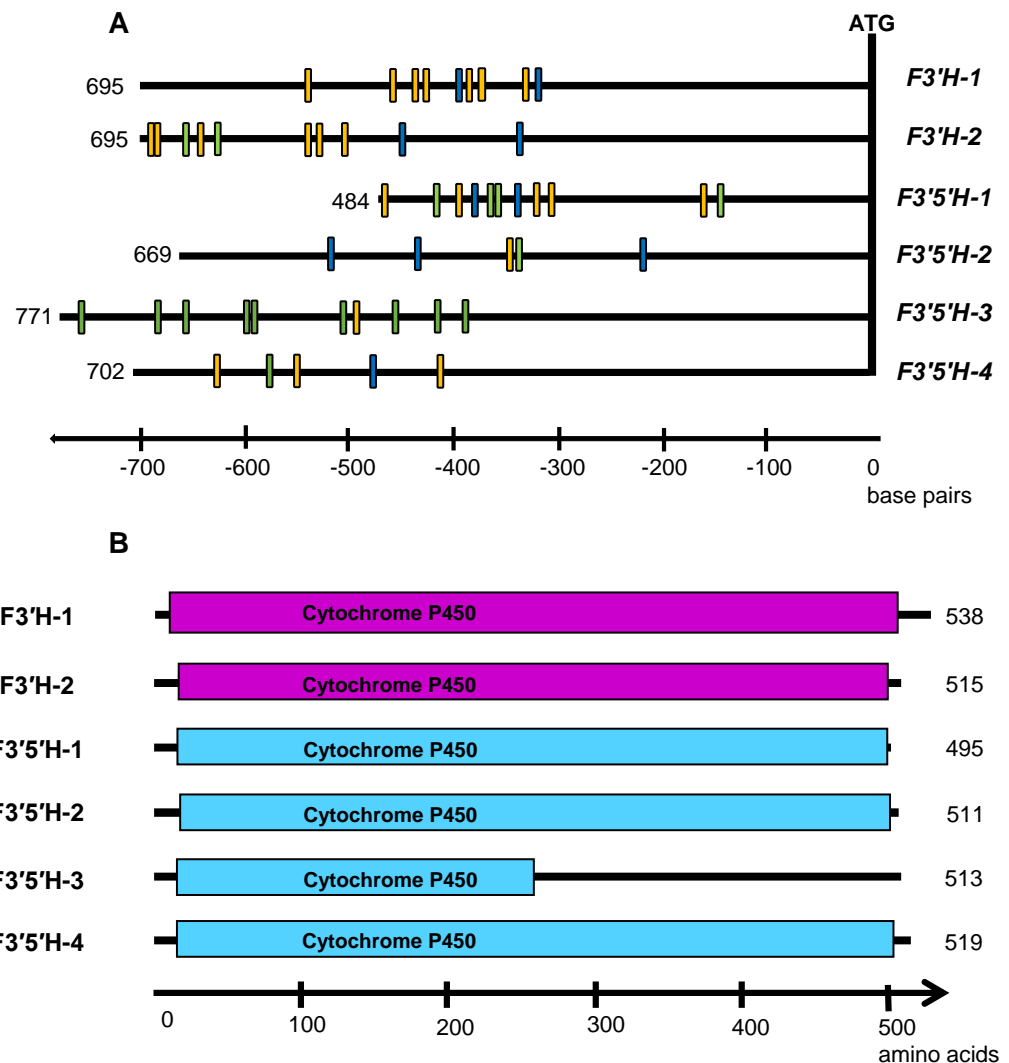 A
ATG
695 F3'H-1
695 F3'H-2
484 F3'5'H-1
669 F3'5'H-2
771 F3'5'H-3
702 F3'5'H-4
-700 -600 -500 -400 -300 -200 -100 0
base pairs
B
F3'H-1 Cytochrome P450 538
F3'H-2 Cytochrome P450 515
F3'5'H-1 Cytochrome P450 495
F3'5'H-2 Cytochrome P450 511
F3'5'H-3 Cytochrome P450 513
F3'5'H-4 Cytochrome P450 519
0 100 200 300 400 500
amino acids